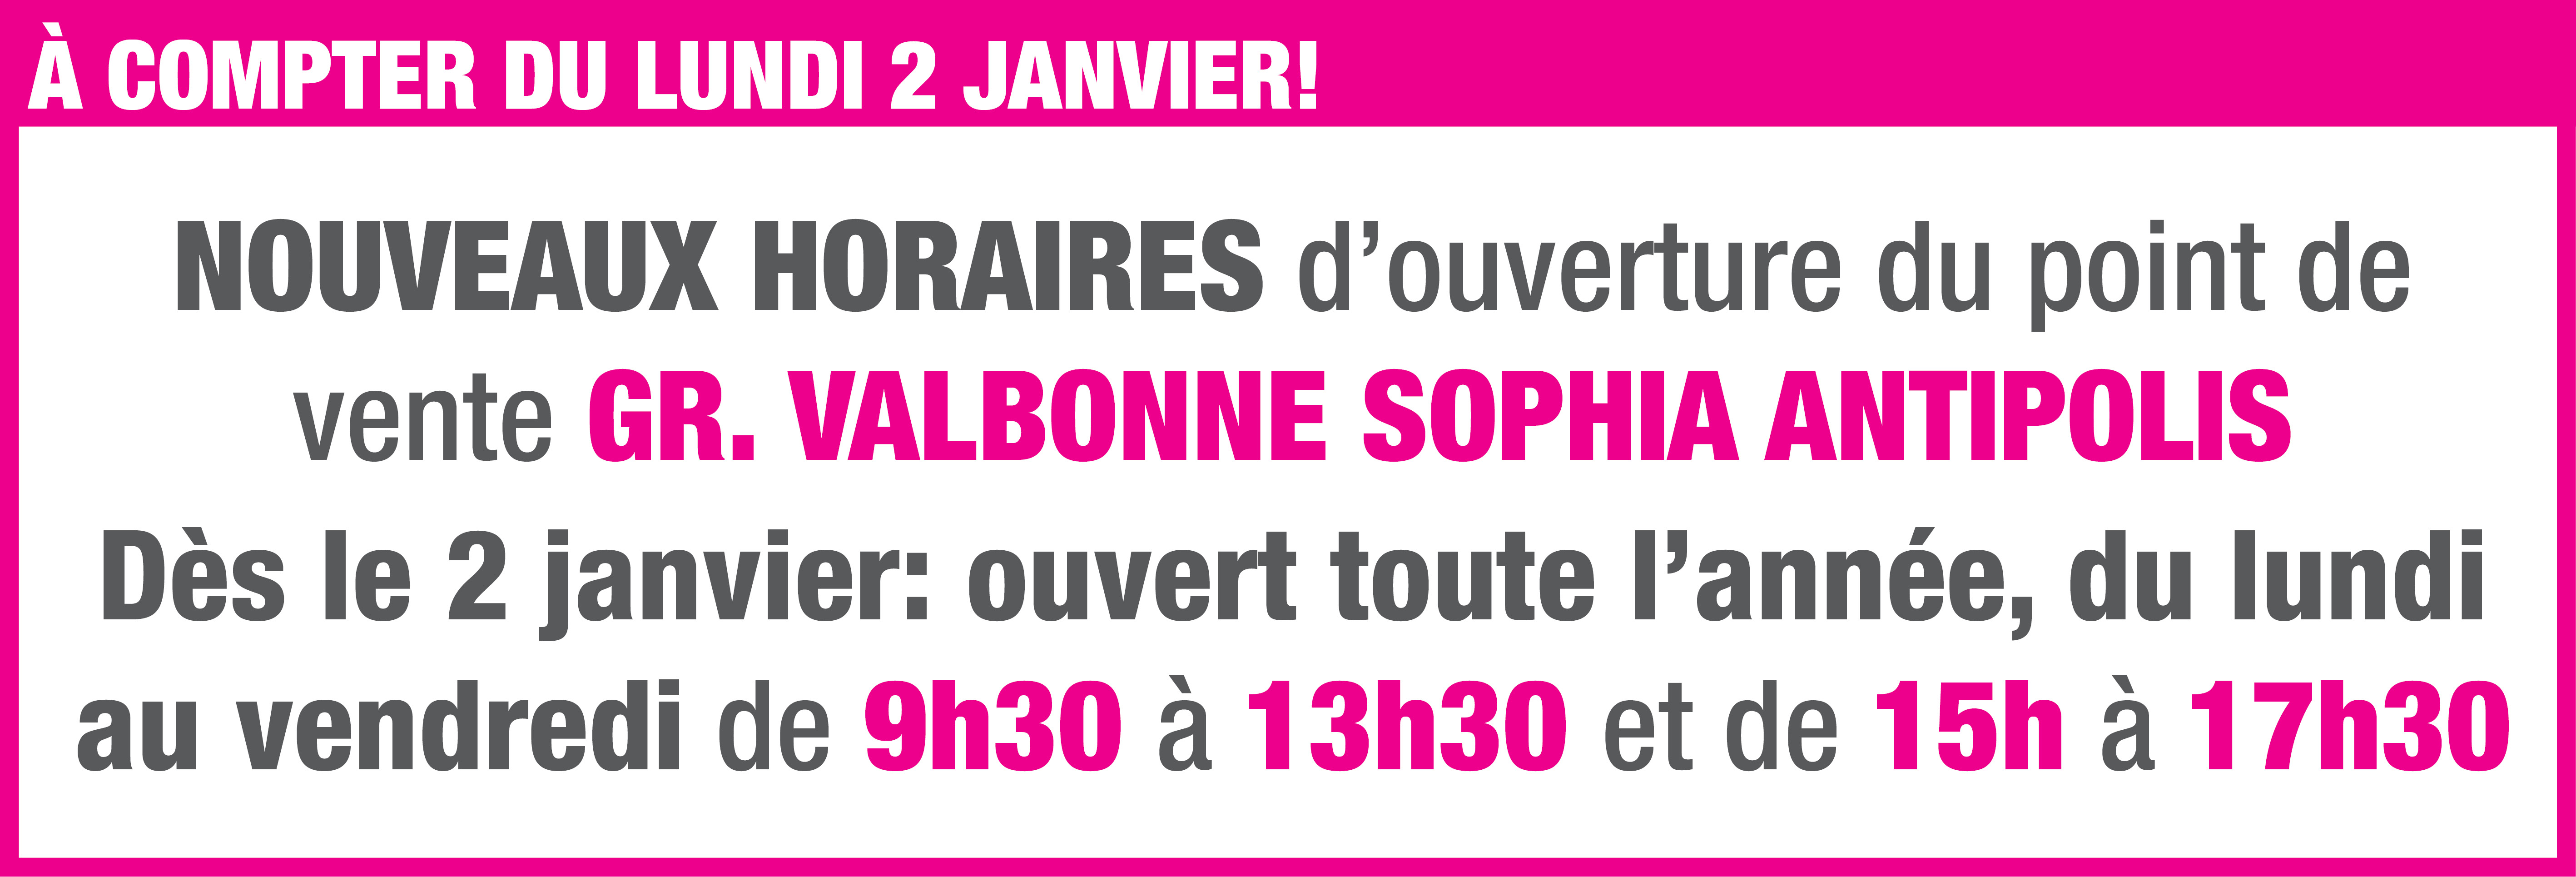 À COMPTER DU LUNDI 2 JANVIER!
NOUVEAUX HORAIRES d’ouverture du point de
vente GR. VALBONNE SOPHIA ANTIPOLIS
Dès le 2 janvier: ouvert toute l’année, du lundi
au vendredi de 9h30 à 13h30 et de 15h à 17h30